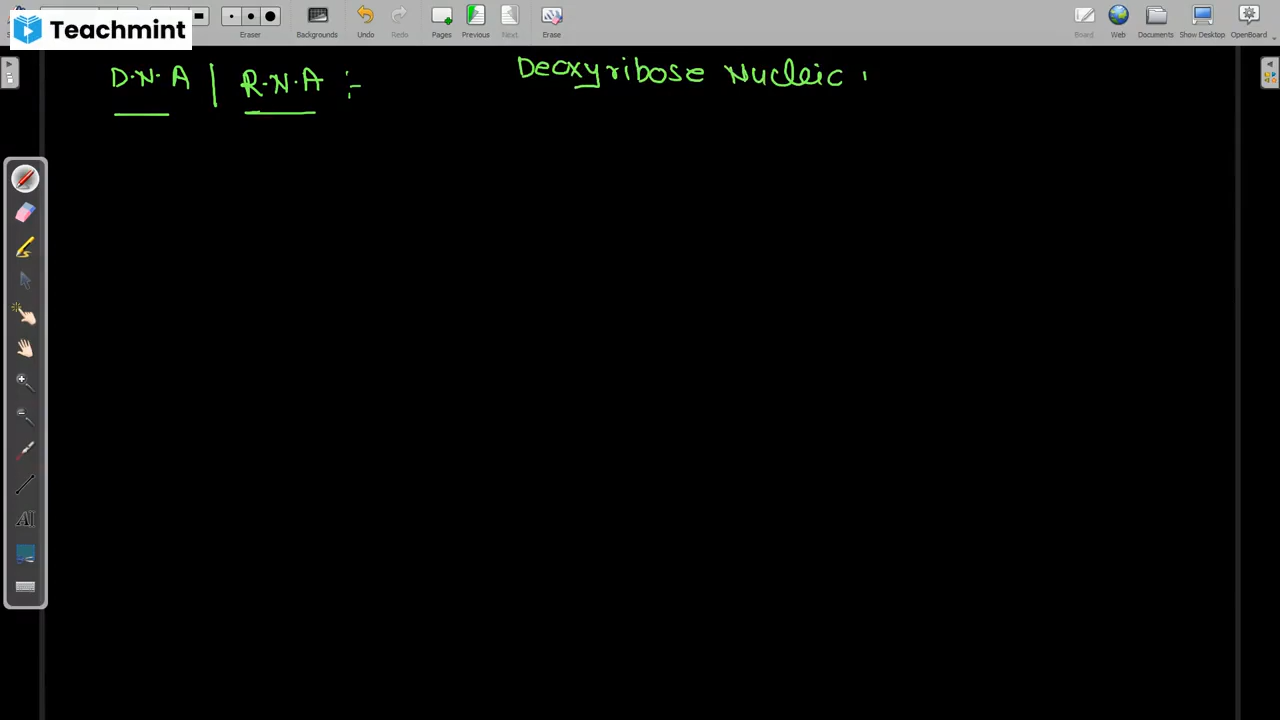 Teachmint
Eraser
Backgrounds
Undo
Redo
Pages
Previous
Next
Erase
Board
Web
Documents
Show Desktop
OpenBoard
D.N.A | R.N.A :-
Deoxyribose Nucleic